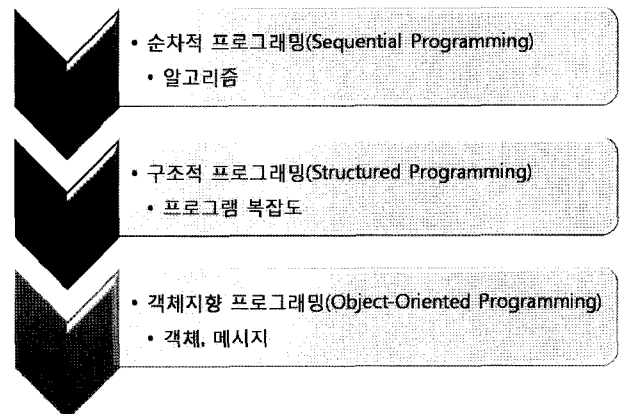 • 순차적 프로그래밍(Sequential Programming)
• 알고리즘
• 구조적 프로그래밍(Structured Programming)
• 프로그램 복잡도
• 객체지향 프로그래밍(Object-Oriented Programming)
• 객체, 메시지